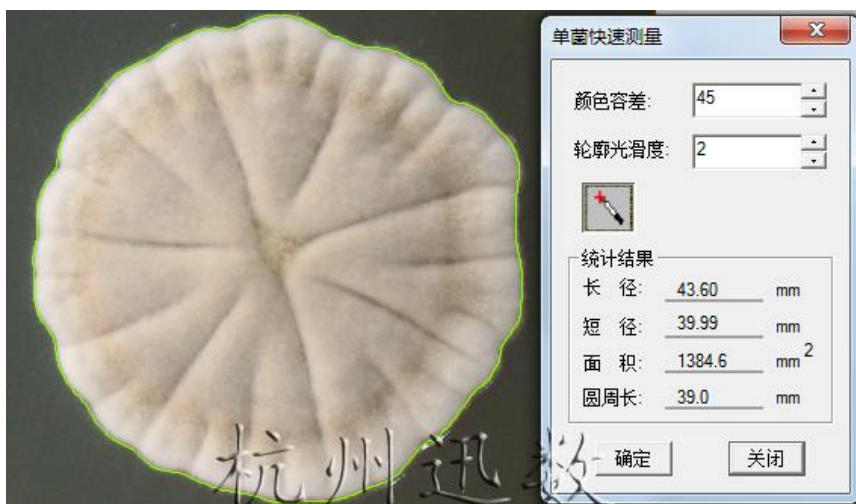 单菌快速测量
颜色容差: 45
轮廓光滑度: 2
统计结果
长 径: 43.60 mm
短 径: 39.99 mm
面 积: 1384.6 mm2
圆周长: 39.0 mm
确定 关闭
杭州迅数